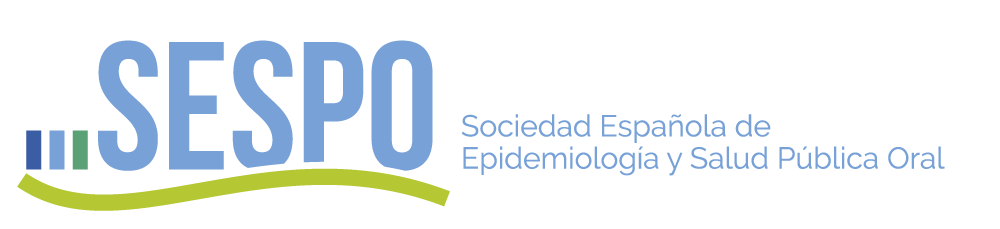 SESPO
Sociedad Española de
Epidemiología y Salud Pública Oral